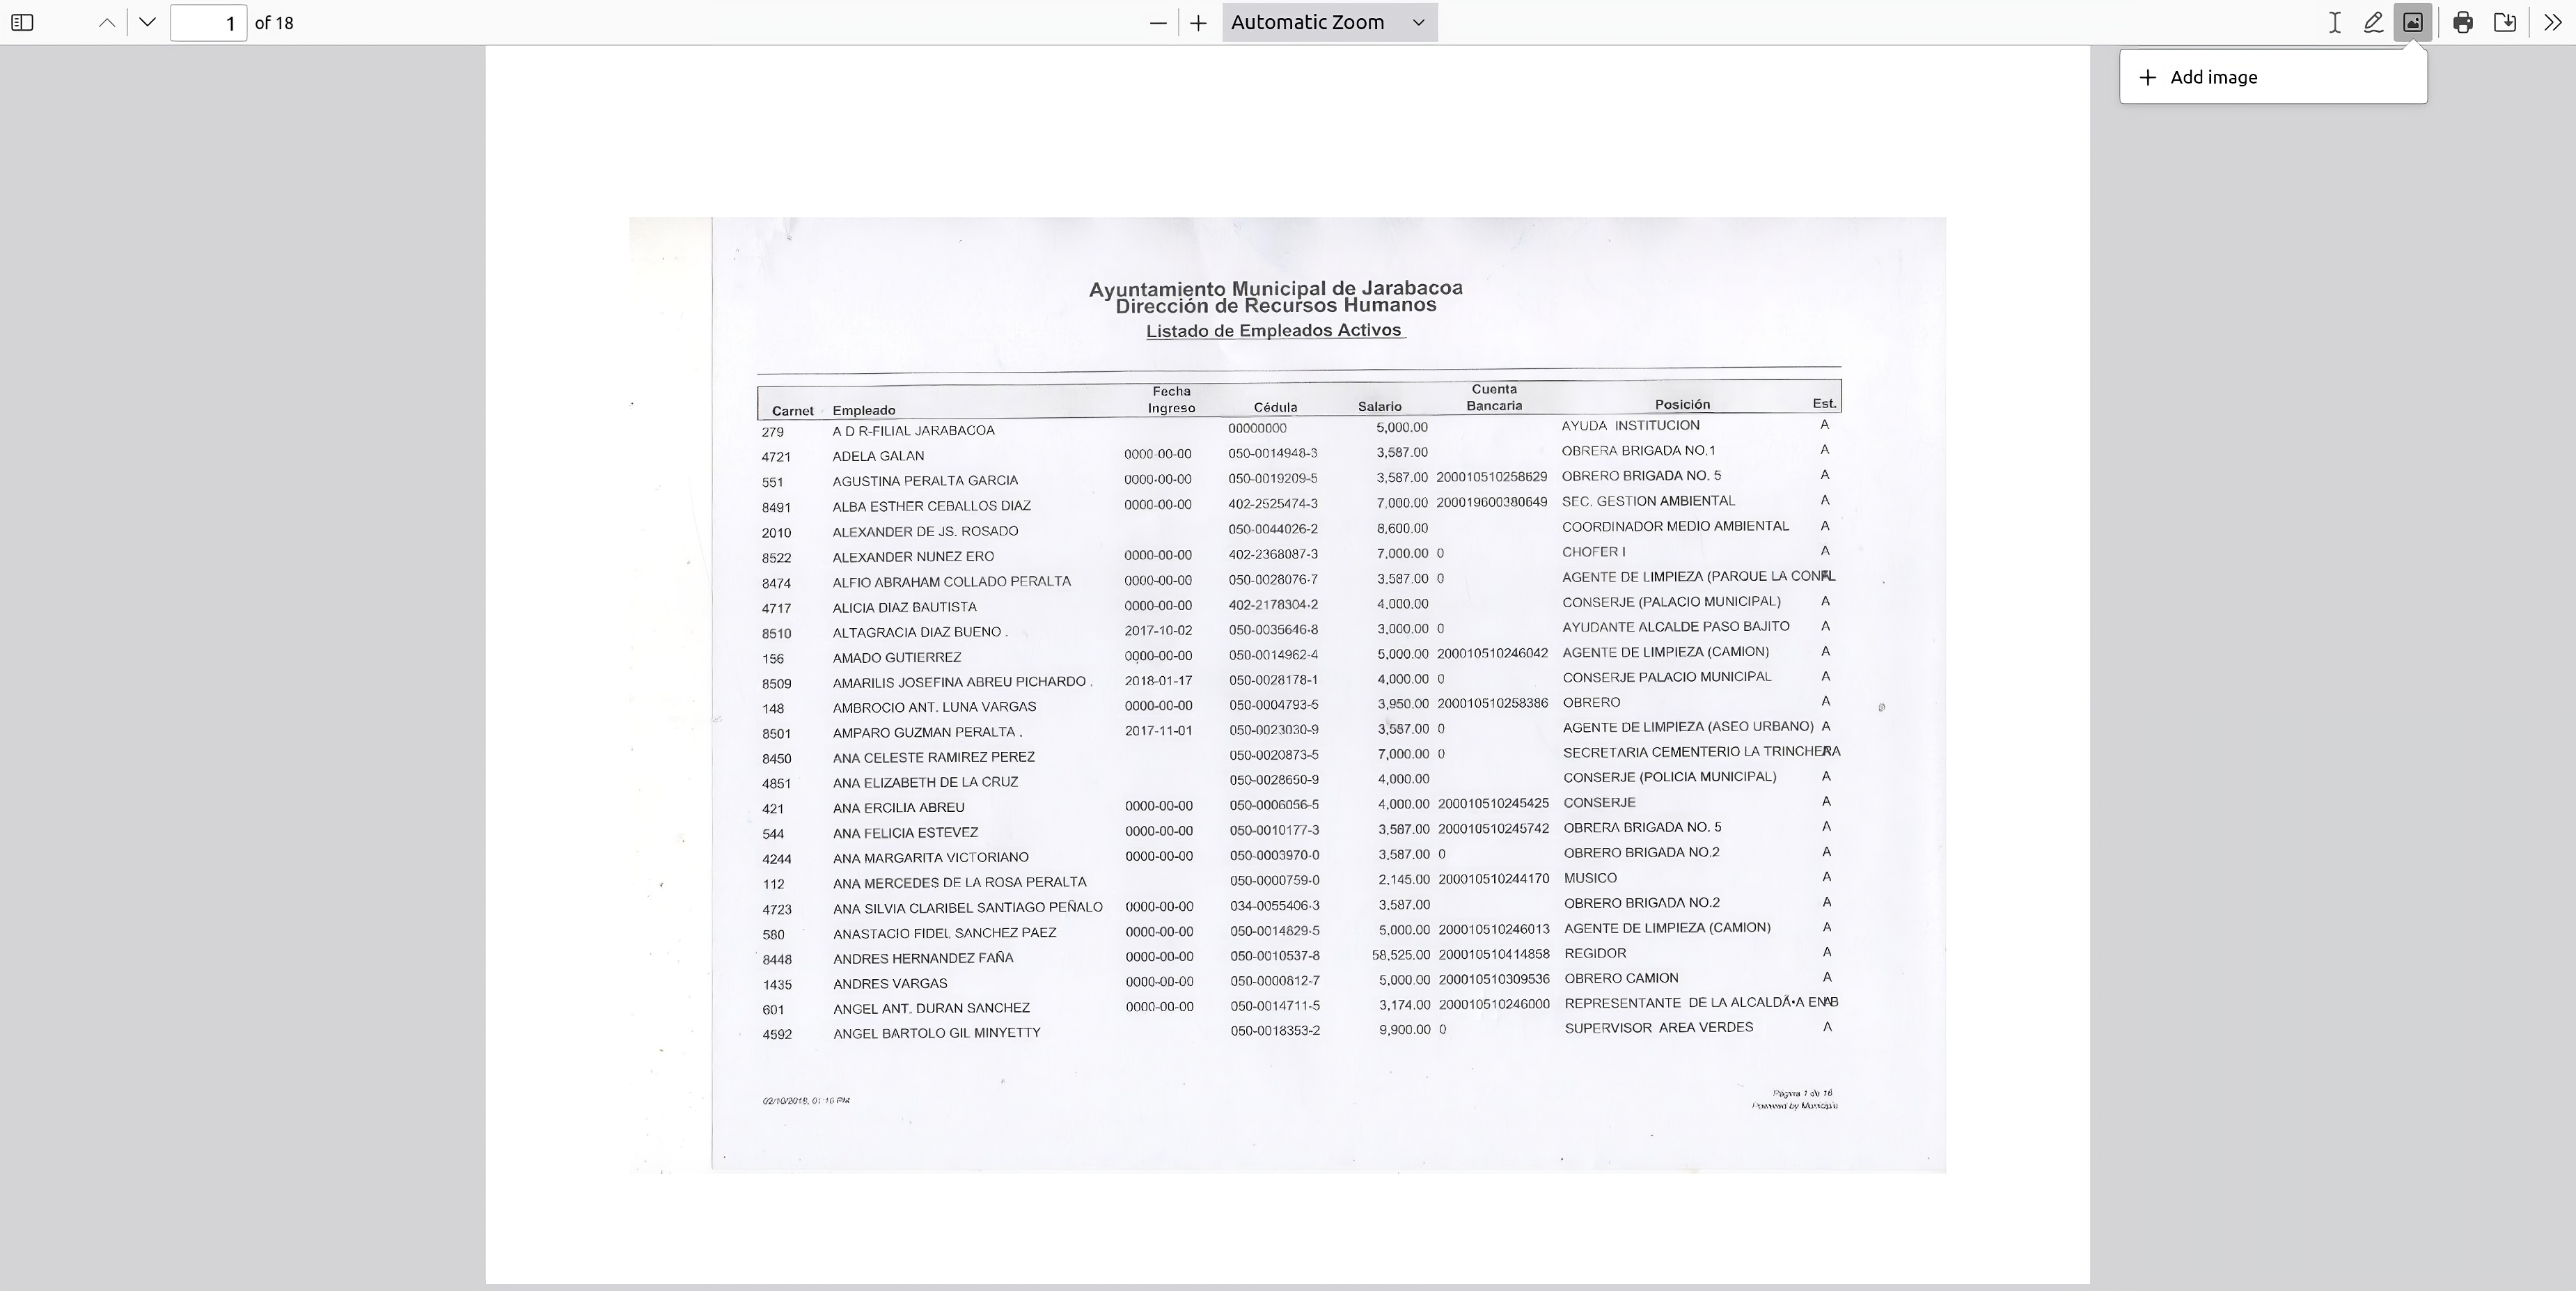 1 of 18 Automatic Zoom
Add image
Ayuntamiento Municipal de Jarabacoa
Dirección de Recursos Humanos
Listado de Empleados Activos
Carnet Empleado Fecha Ingreso Cédula Salario Cuenta Bancaria Posición Est.
279 A D R-FILIAL JARABACOA 00000000 5,000.00 AYUDA INSTITUCION A
4721 ADELA GALAN 0000-00-00 050-0014948-3 3,587.00 OBRERA BRIGADA NO.1 A
551 AGUSTINA PERALTA GARCIA 0000-00-00 050-0019209-5 3,587.00 200010510258629 OBRERO BRIGADA NO. 5 A
8491 ALBA ESTHER CEBALLOS DIAZ 0000-00-00 402-2525474-3 7,000.00 200019600380649 SEC. GESTION AMBIENTAL A
2010 ALEXANDER DE JS. ROSADO 050-0044026-2 8,600.00 COORDINADOR MEDIO AMBIENTAL A
8522 ALEXANDER NUNEZ ERO 0000-00-00 402-2368087-3 7,000.00 0 CHOFER I A
8474 ALFIO ABRAHAM COLLADO PERALTA 0000-00-00 050-0028076-7 3,587.00 0 AGENTE DE LIMPIEZA (PARQUE LA CONFL A
4717 ALICIA DIAZ BAUTISTA 0000-00-00 402-2178304-2 4,000.00 CONSERJE (PALACIO MUNICIPAL) A
8510 ALTAGRACIA DIAZ BUENO . 2017-10-02 050-0035646-8 3,000.00 0 AYUDANTE ALCALDE PASO BAJITO A
156 AMADO GUTIERREZ 0000-00-00 050-0014962-4 5,000.00 200010510246042 AGENTE DE LIMPIEZA (CAMION) A
8509 AMARILIS JOSEFINA ABREU PICHARDO . 2018-01-17 050-0028178-1 4,000.00 0 CONSERJE PALACIO MUNICIPAL A
148 AMBROCIO ANT. LUNA VARGAS 0000-00-00 050-0004793-5 3,950.00 200010510258386 OBRERO A
8501 AMPARO GUZMAN PERALTA . 2017-11-01 050-0023030-9 3,587.00 0 AGENTE DE LIMPIEZA (ASEO URBANO) A
8450 ANA CELESTE RAMIREZ PEREZ 050-0020873-5 7,000.00 0 SECRETARIA CEMENTERIO LA TRINCHERA A
4851 ANA ELIZABETH DE LA CRUZ 050-0028650-9 4,000.00 CONSERJE (POLICIA MUNICIPAL) A
421 ANA ERCILIA ABREU 0000-00-00 050-0006056-5 4,000.00 200010510245425 CONSERJE A
544 ANA FELICIA ESTEVEZ 0000-00-00 050-0010177-3 3,587.00 200010510245742 OBRERA BRIGADA NO. 5 A
4244 ANA MARGARITA VICTORIANO 0000-00-00 050-0003970-0 3,587.00 0 OBRERO BRIGADA NO.2 A
112 ANA MERCEDES DE LA ROSA PERALTA 050-0000759-0 2,145.00 200010510244170 MUSICO A
4723 ANA SILVIA CLARIBEL SANTIAGO PEÑALO 0000-00-00 034-0055406-3 3,587.00 OBRERO BRIGADA NO.2 A
580 ANASTACIO FIDEL SANCHEZ PAEZ 0000-00-00 050-0014829-5 5,000.00 200010510246013 AGENTE DE LIMPIEZA (CAMION) A
8448 ANDRES HERNANDEZ FAÑA 0000-00-00 050-0010537-8 58,525.00 200010510414858 REGIDOR A
1435 ANDRES VARGAS 0000-00-00 050-0000812-7 5,000.00 200010510309536 OBRERO CAMION A
601 ANGEL ANT. DURAN SANCHEZ 0000-00-00 050-0014711-5 3,174.00 200010510246000 REPRESENTANTE DE LA ALCALDÃ•A EN B A
4592 ANGEL BARTOLO GIL MINYETTY 050-0018353-2 9,900.00 0 SUPERVISOR AREA VERDES A
02/10/2018, 01:10 PM
Página 1 de 18
Powered by Municipia